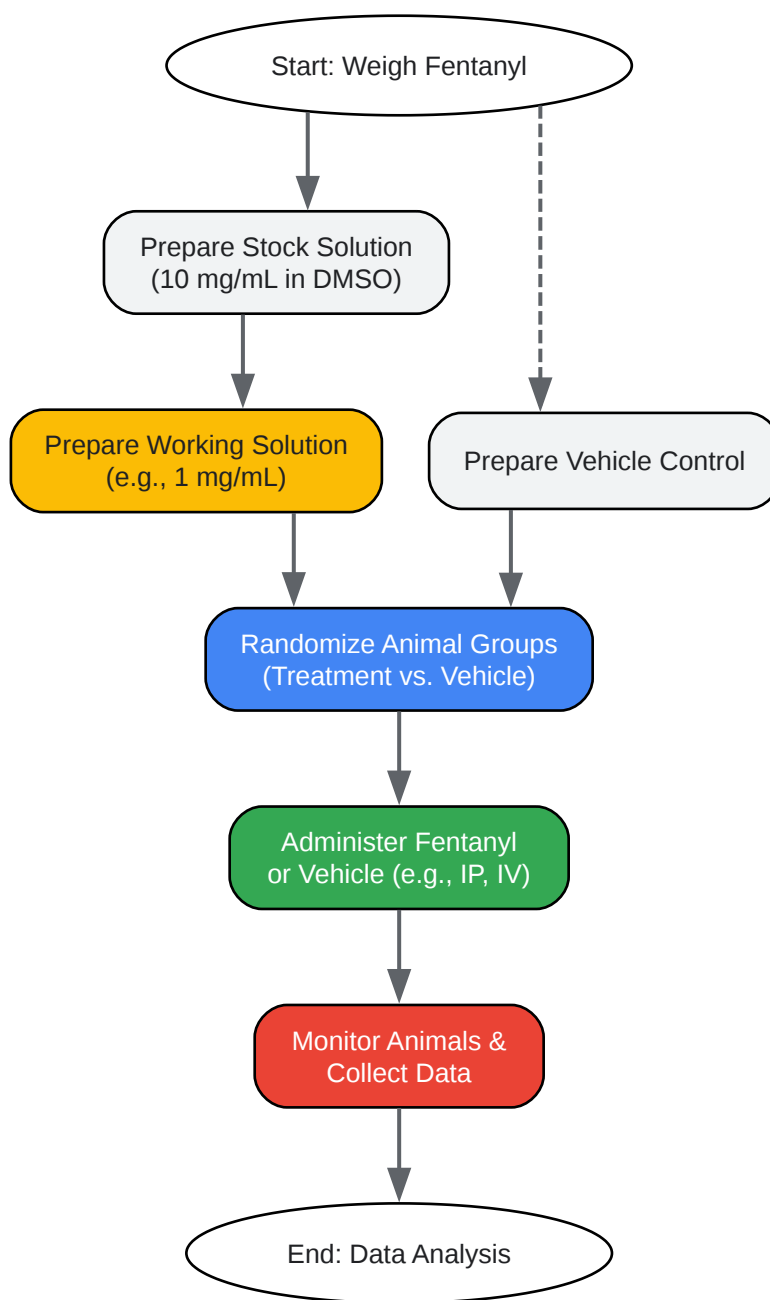 Start: Weigh Fentanyl
Prepare Stock Solution
(10 mg/mL in DMSO)
Prepare Working Solution
(e.g., 1 mg/mL)
Prepare Vehicle Control
Randomize Animal Groups
(Treatment vs. Vehicle)
Administer Fentanyl
or Vehicle (e.g., IP, IV)
Monitor Animals &
Collect Data
End: Data Analysis